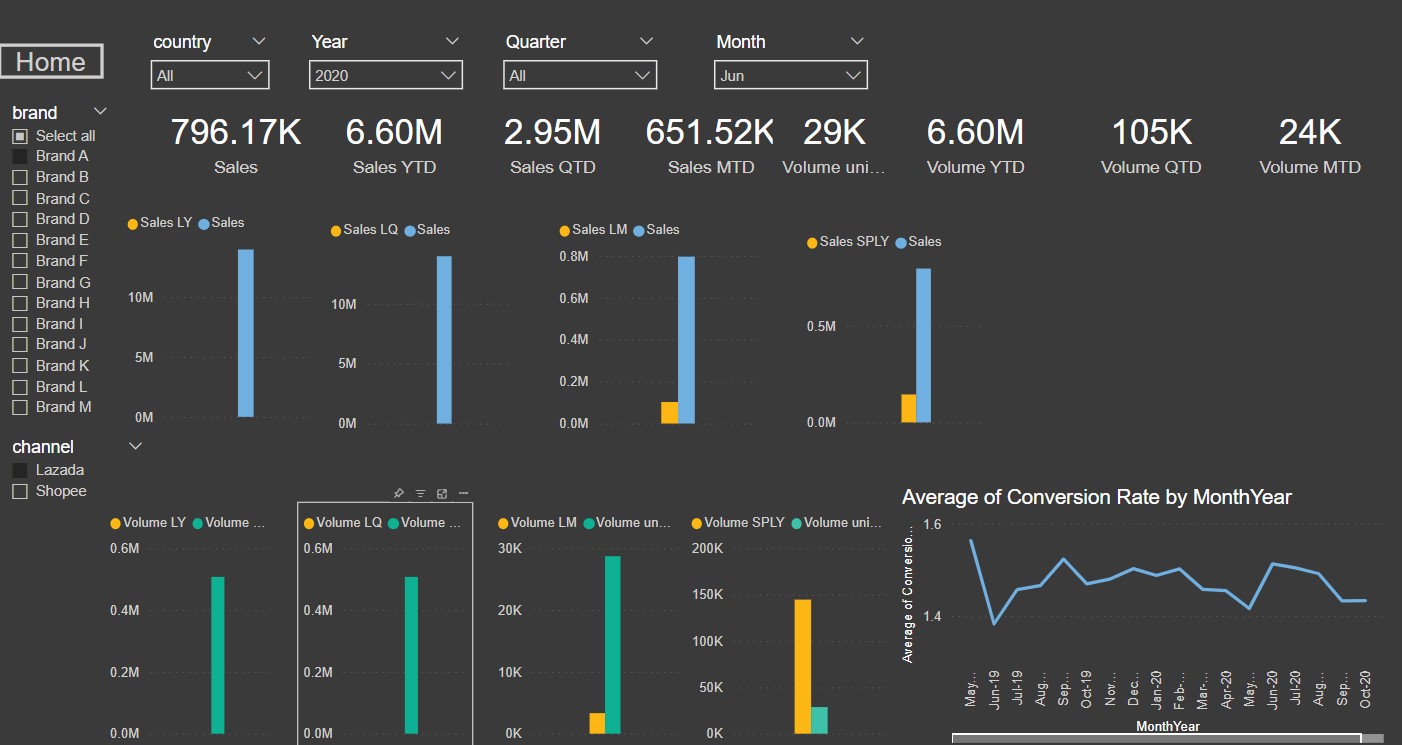 Home
country
Year
Quarter
Month
All
2020
All
Jun
brand
Select all
Brand A
Brand B
Brand C
Brand D
Brand E
Brand F
Brand G
Brand H
Brand I
Brand J
Brand K
Brand L
Brand M
channel
Lazada
Shopee
796.17K
Sales
6.60M
Sales YTD
2.95M
Sales QTD
651.52K
Sales MTD
29K
Volume uni...
6.60M
Volume YTD
105K
Volume QTD
24K
Volume MTD
Sales LY Sales
10M
5M
0M
Sales LQ Sales
10M
5M
0M
Sales LM Sales
0.8M
0.6M
0.4M
0.2M
0.0M
Sales SPLY Sales
0.5M
0.0M
Volume LY Volume ...
0.6M
0.4M
0.2M
0.0M
Volume LQ Volume ...
0.6M
0.4M
0.2M
0.0M
Volume LM Volume un...
30K
20K
10K
0K
Volume SPLY Volume uni...
200K
150K
100K
50K
0K
Average of Conversion Rate by MonthYear
Average of Conversio...
1.6
1.4
May...
Jun-19
Jul-19
Aug...
Sep...
Oct-19
Nov...
Dec...
Jan-20
Feb-...
Mar-...
Apr-20
May...
Jun-20
Jul-20
Aug...
Sep...
Oct-20
MonthYear